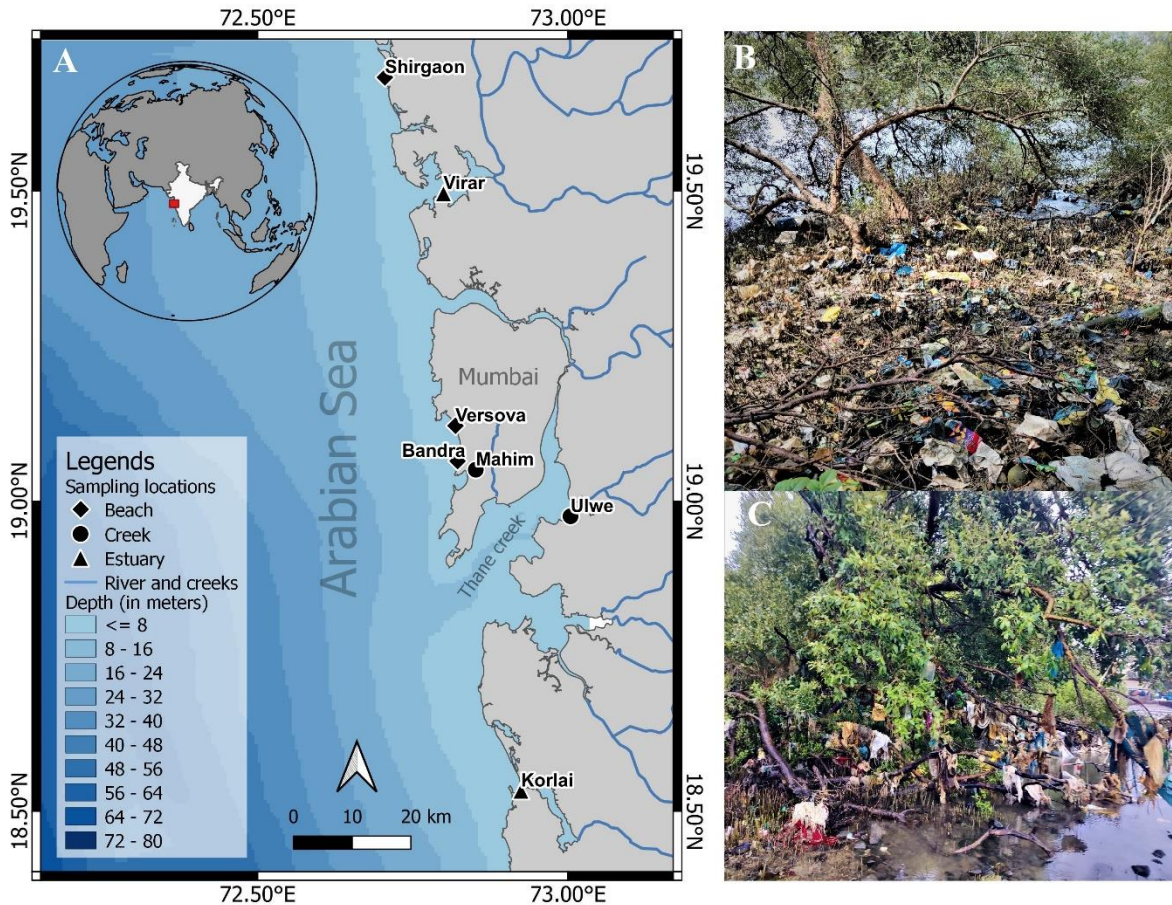 72.50°E
73.00°E
A
Shirgaon
19.50°N
19.50°N
Virar
Mumbai
Versova
Bandra
Mahim
19.00°N
19.00°N
Ulwe
Arabian Sea
Thane creek
Legends
Sampling locations
Beach
Creek
Estuary
River and creeks
Depth (in meters)
<= 8
8 - 16
16 - 24
24 - 32
32 - 40
40 - 48
48 - 56
56 - 64
64 - 72
72 - 80
Korlai
0 10 20 km
18.50°N
18.50°N
72.50°E
73.00°E
B
C